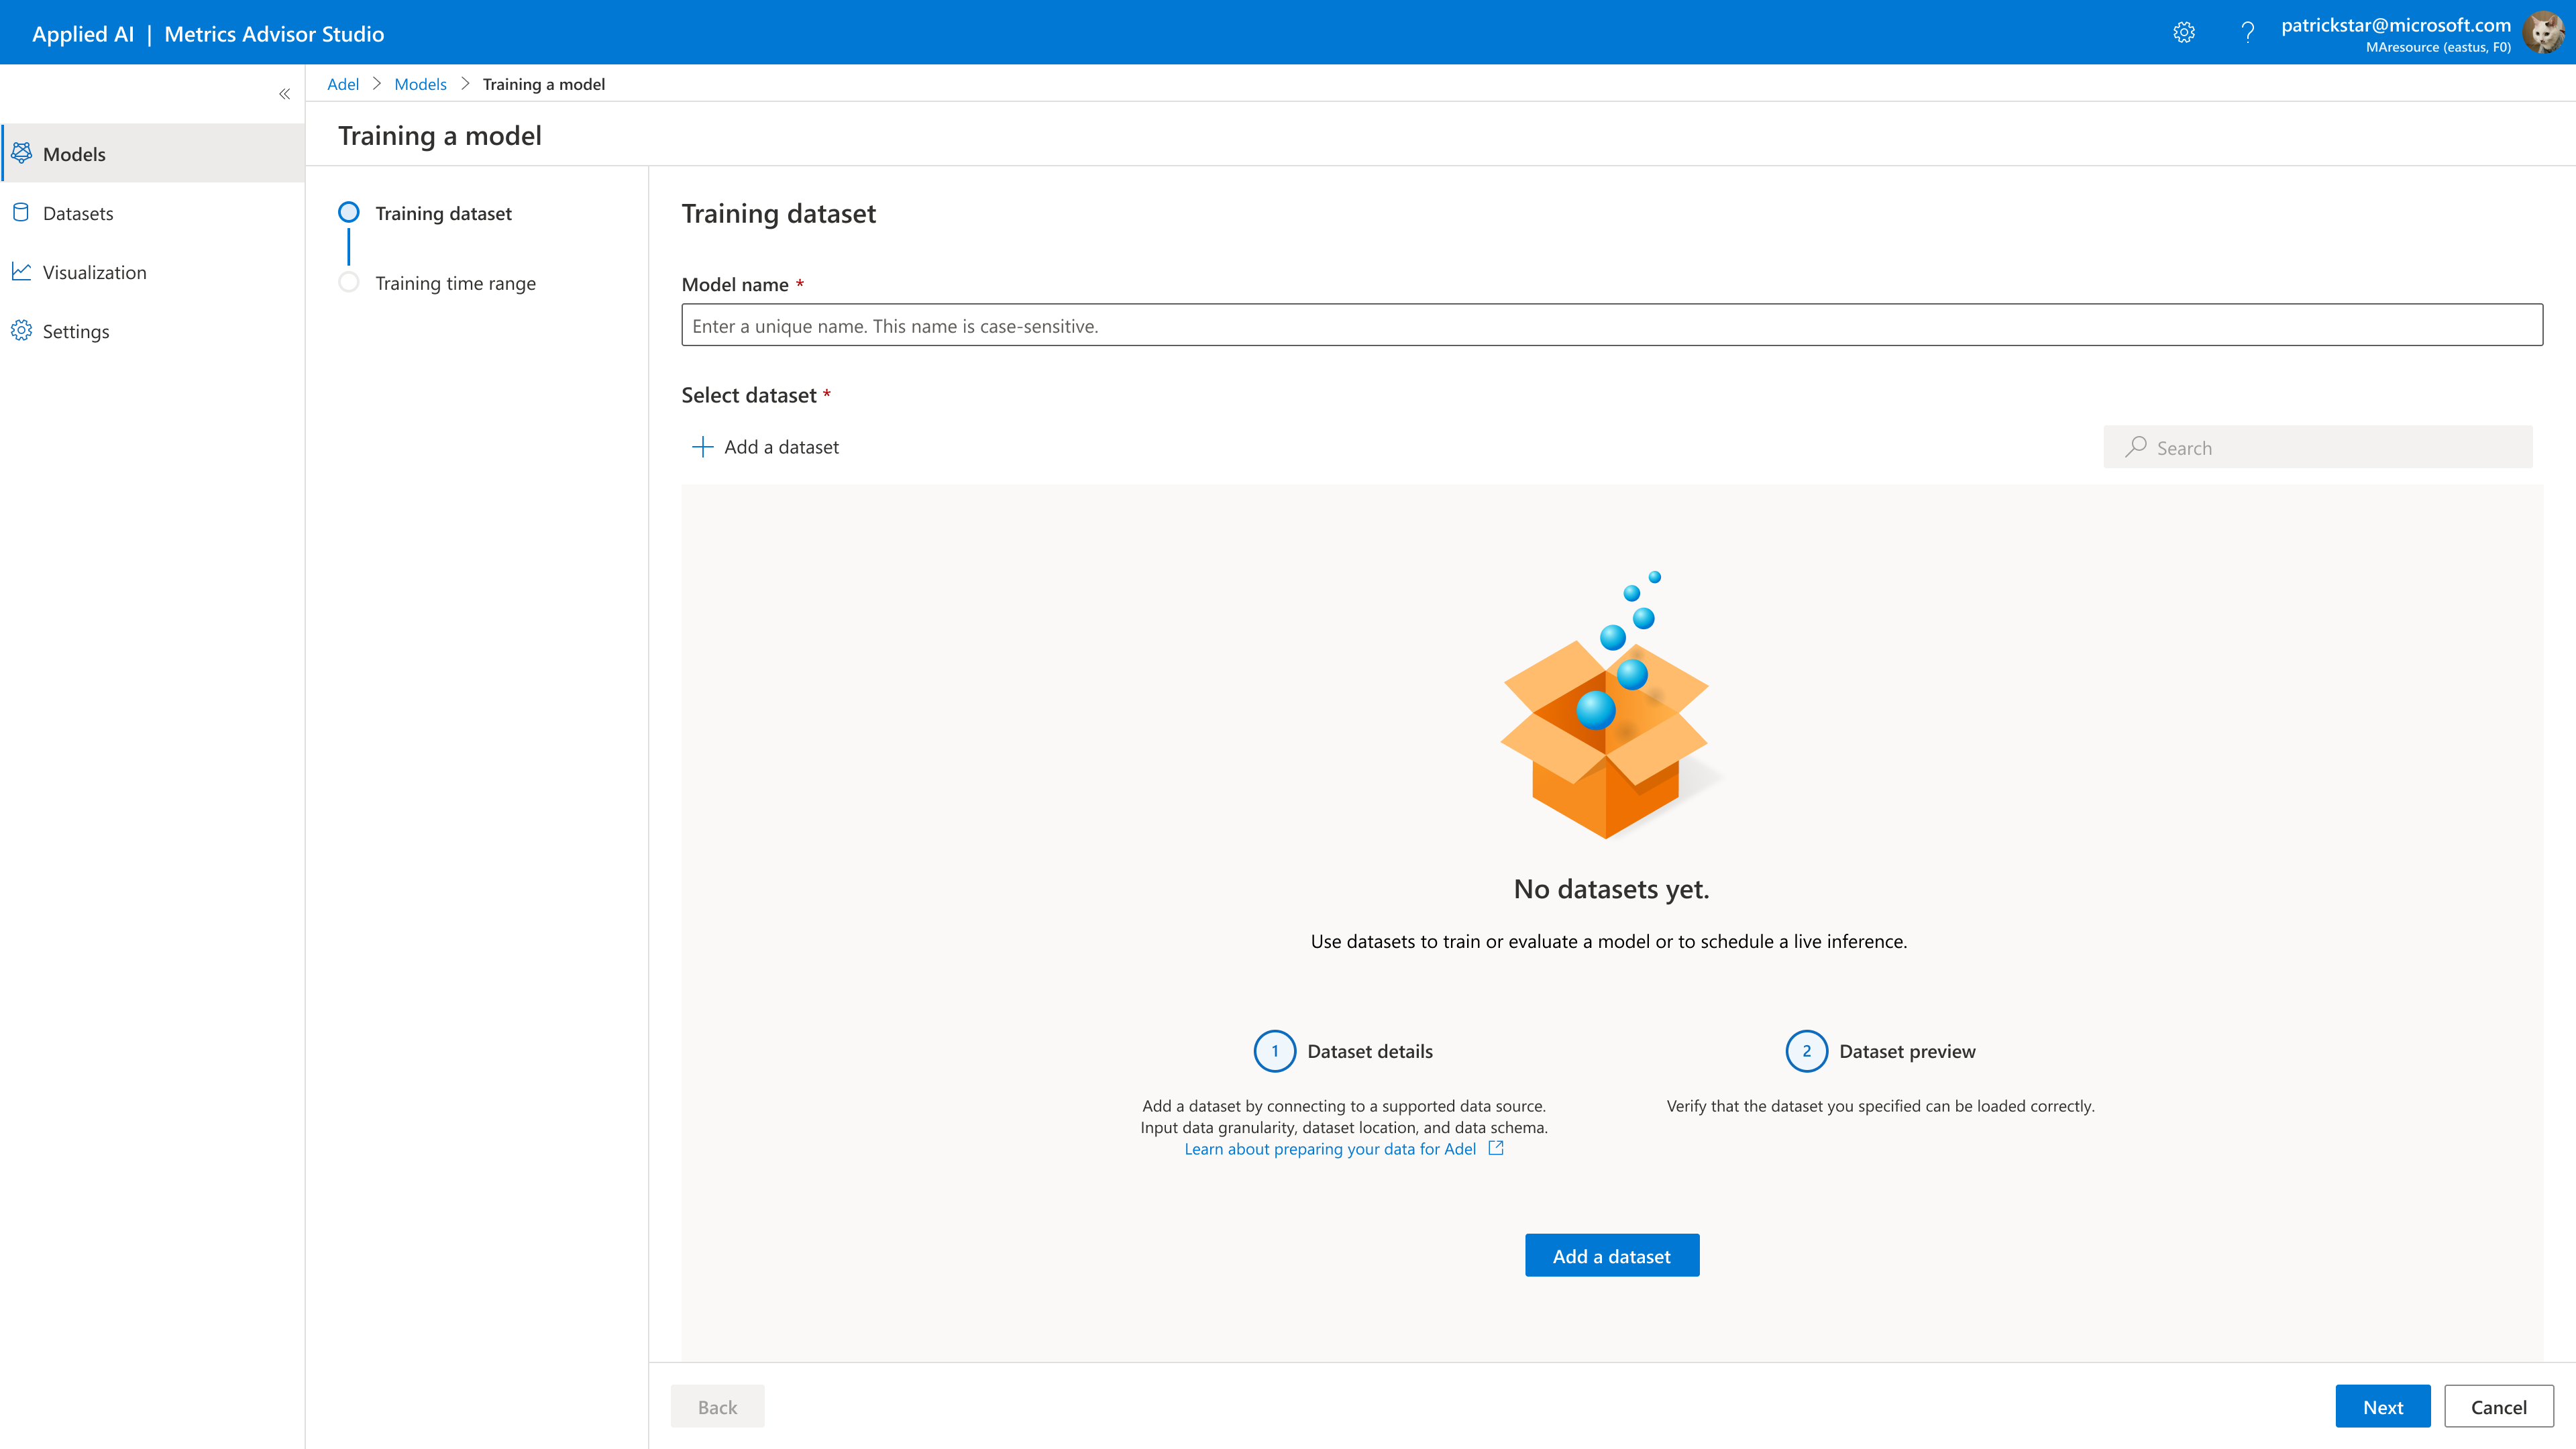 Applied AI | Metrics Advisor Studio
patrickstar@microsoft.com
MAresource (eastus, F0)
Adel > Models > Training a model
Models
Datasets
Visualization
Settings
Training a model
Training dataset
Training time range
Training dataset
Model name *
Enter a unique name. This name is case-sensitive.
Select dataset *
Add a dataset
Search
No datasets yet.
Use datasets to train or evaluate a model or to schedule a live inference.
1 Dataset details
Add a dataset by connecting to a supported data source.
Input data granularity, dataset location, and data schema.
Learn about preparing your data for Adel
2 Dataset preview
Verify that the dataset you specified can be loaded correctly.
Add a dataset
Back
Next
Cancel